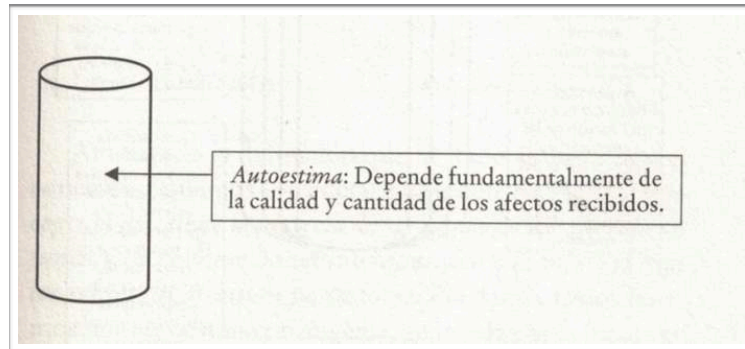 Autoestima: Depende fundamentalmente de
la calidad y cantidad de los afectos recibidos.